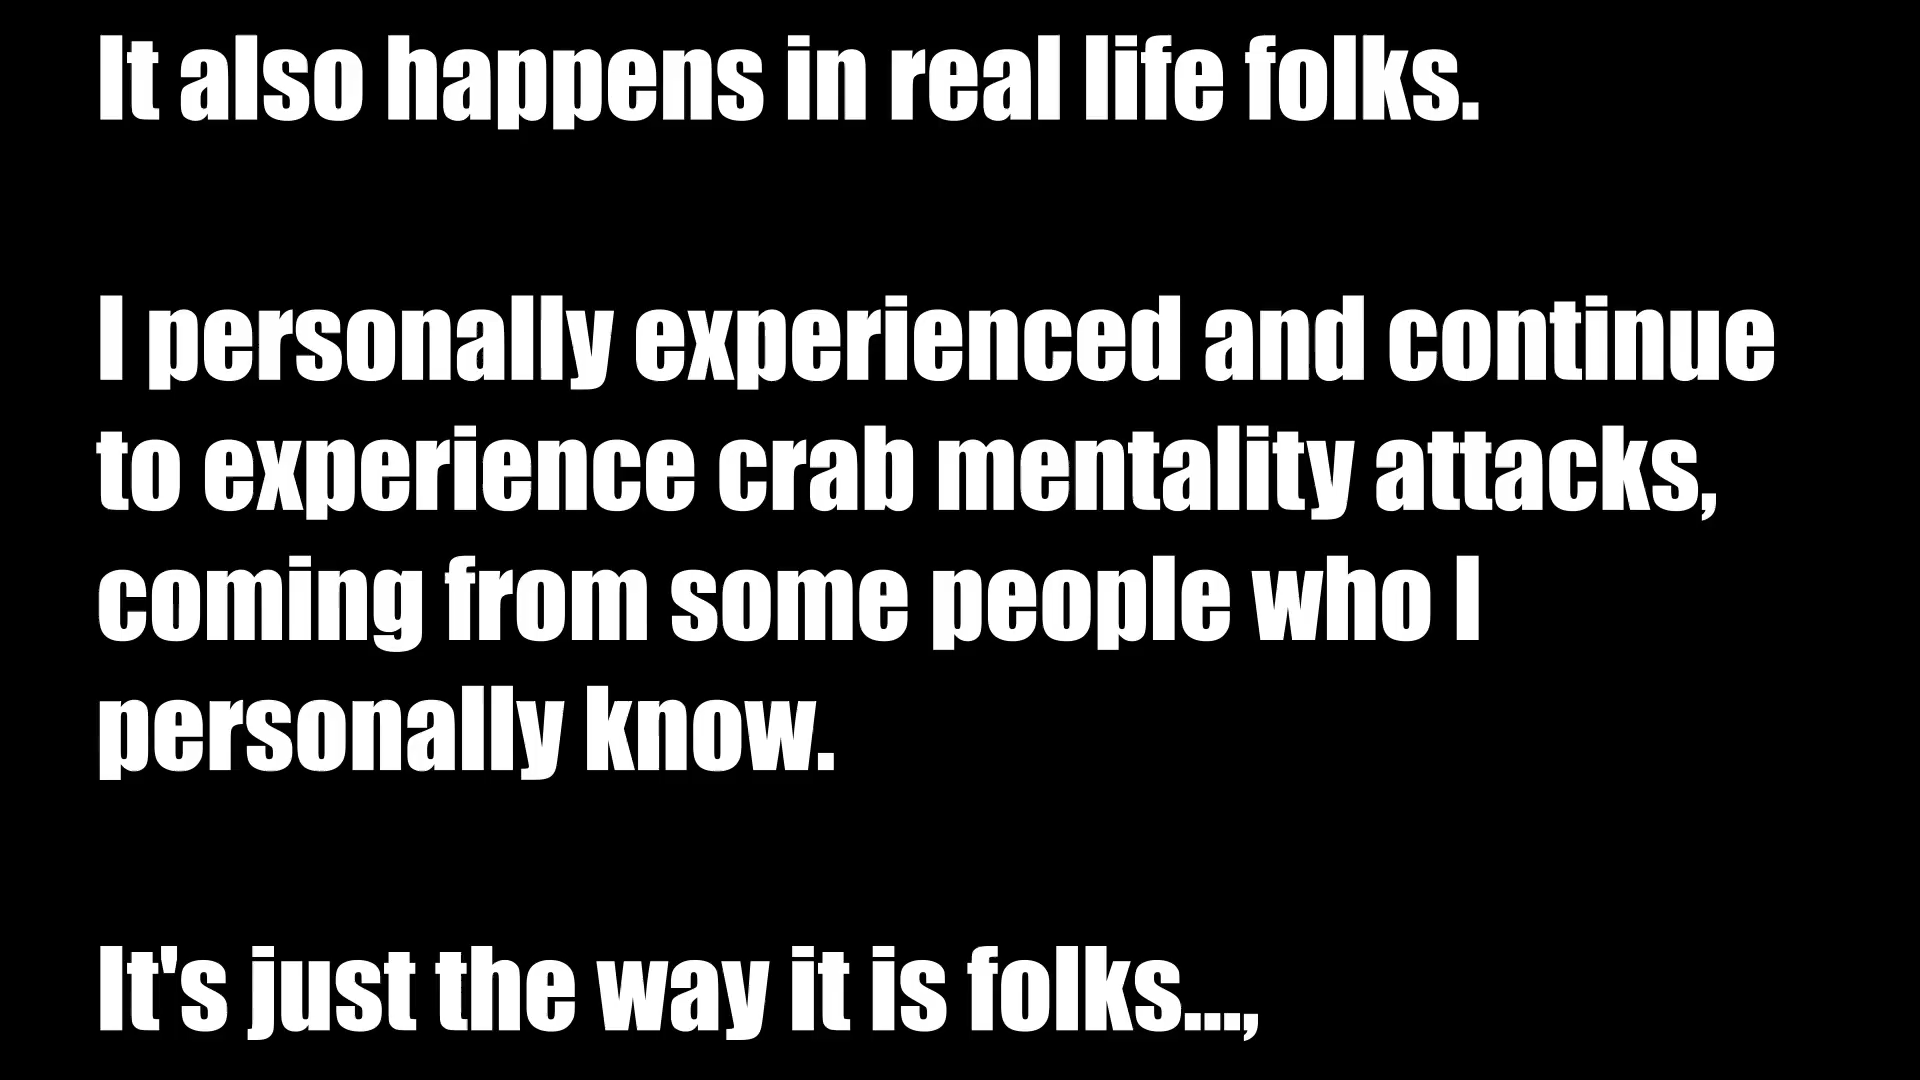 It also happens in real life folks.
I personally experienced and continue
to experience crab mentality attacks,
coming from some people who I
personally know.
It's just the way it is folks...,